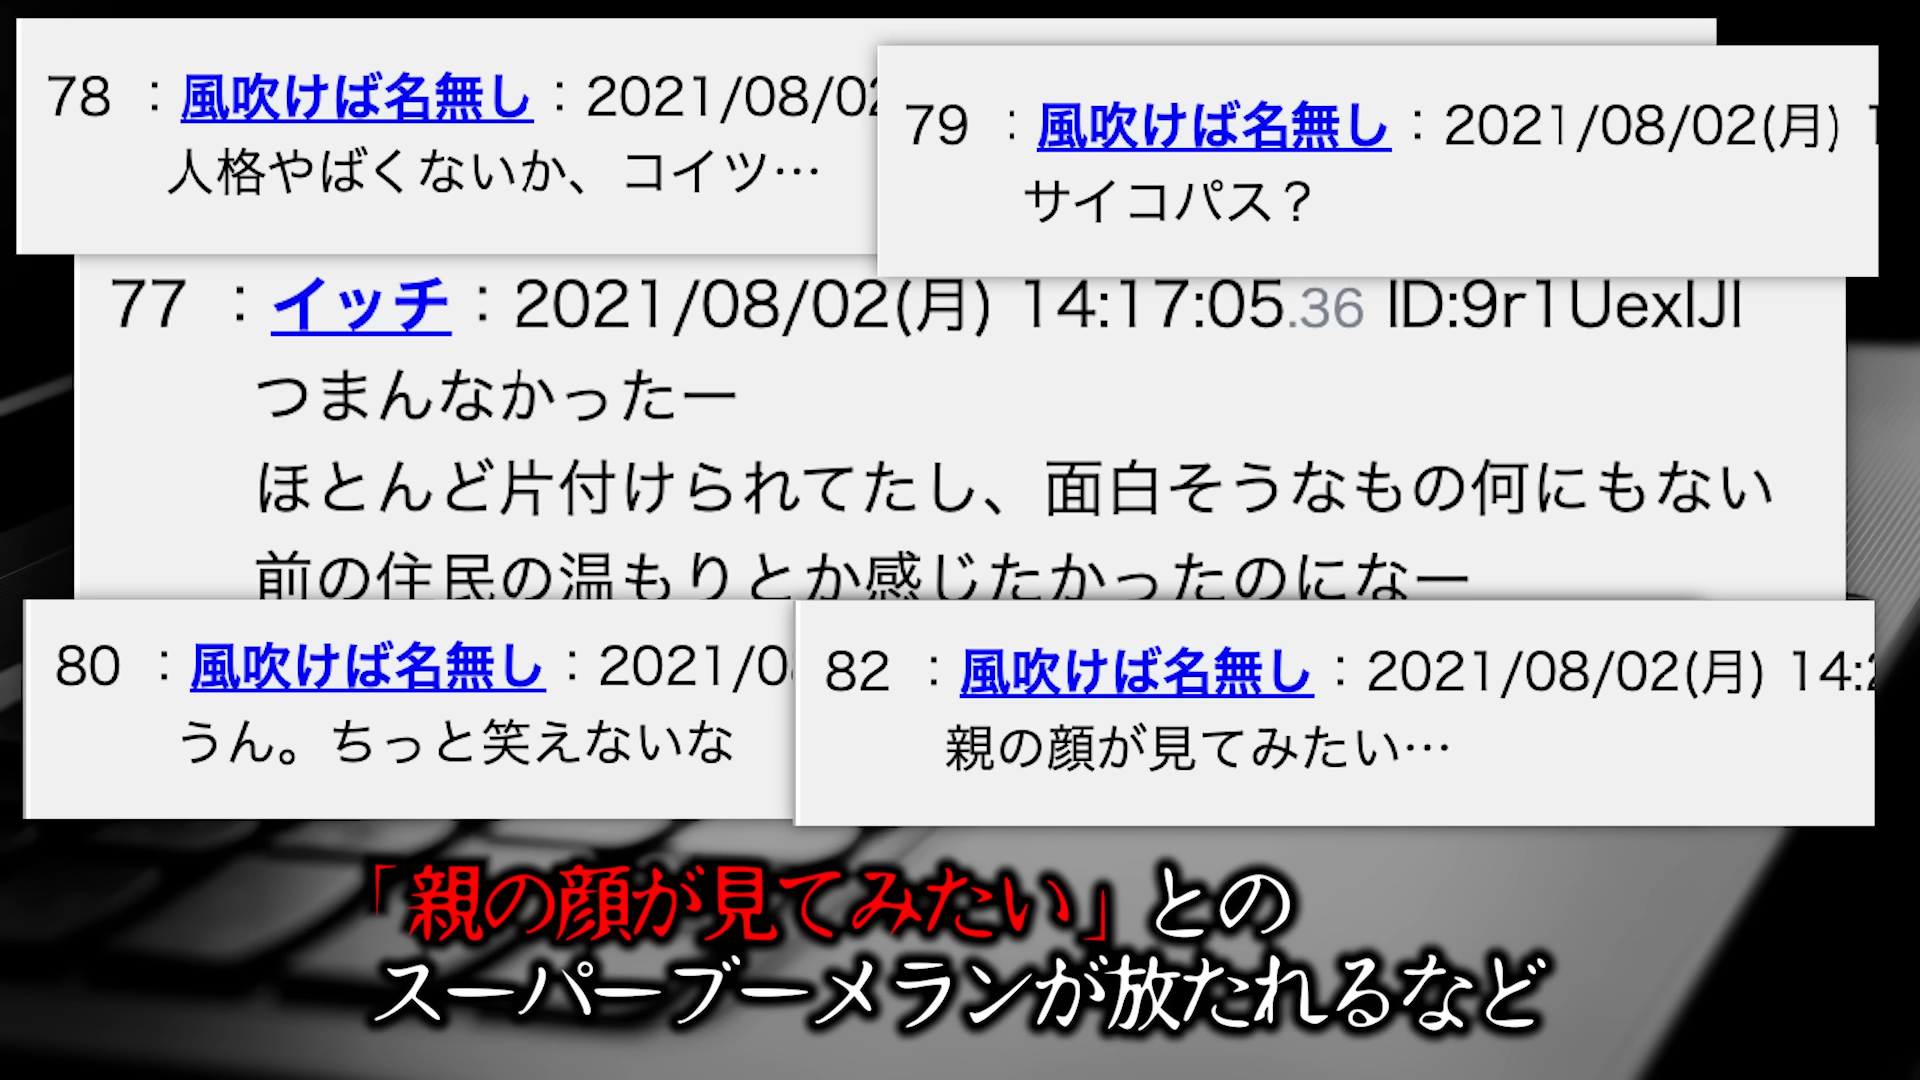 78 ：風吹けば名無し：2021/08/02
人格やばくないか、コイツ…
79 ：風吹けば名無し：2021/08/02(月) 1
サイコパス？
77 ：イッチ：2021/08/02(月) 14:17:05.36 ID:9r1UexIJI
つまんなかったー
ほとんど片付けられてたし、面白そうなもの何にもない
前の住民の温もりとか感じたかったのになー
80 ：風吹けば名無し：2021/0
うん。ちっと笑えないな
82 ：風吹けば名無し：2021/08/02(月) 14:2
親の顔が見てみたい…
「親の顔が見てみたい」との
スーパーブーメランが放たれるなど